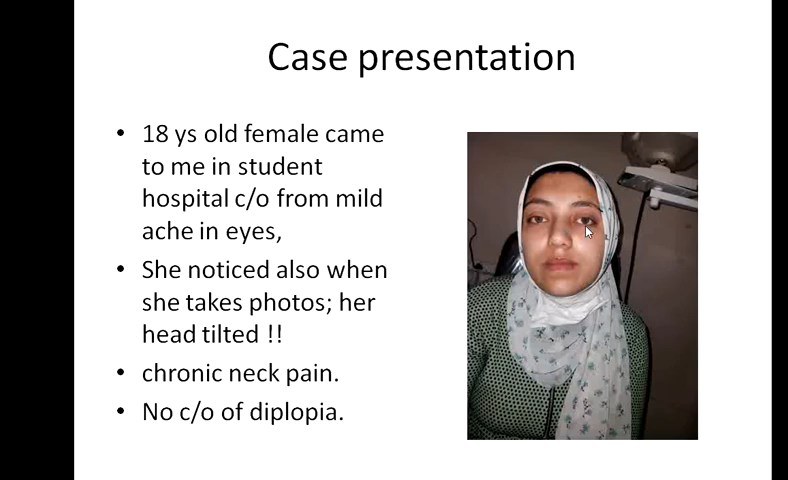 Case presentation
• 18 ys old female came
to me in student
hospital c/o from mild
ache in eyes,
• She noticed also when
she takes photos; her
head tilted !!
• chronic neck pain.
• No c/o of diplopia.